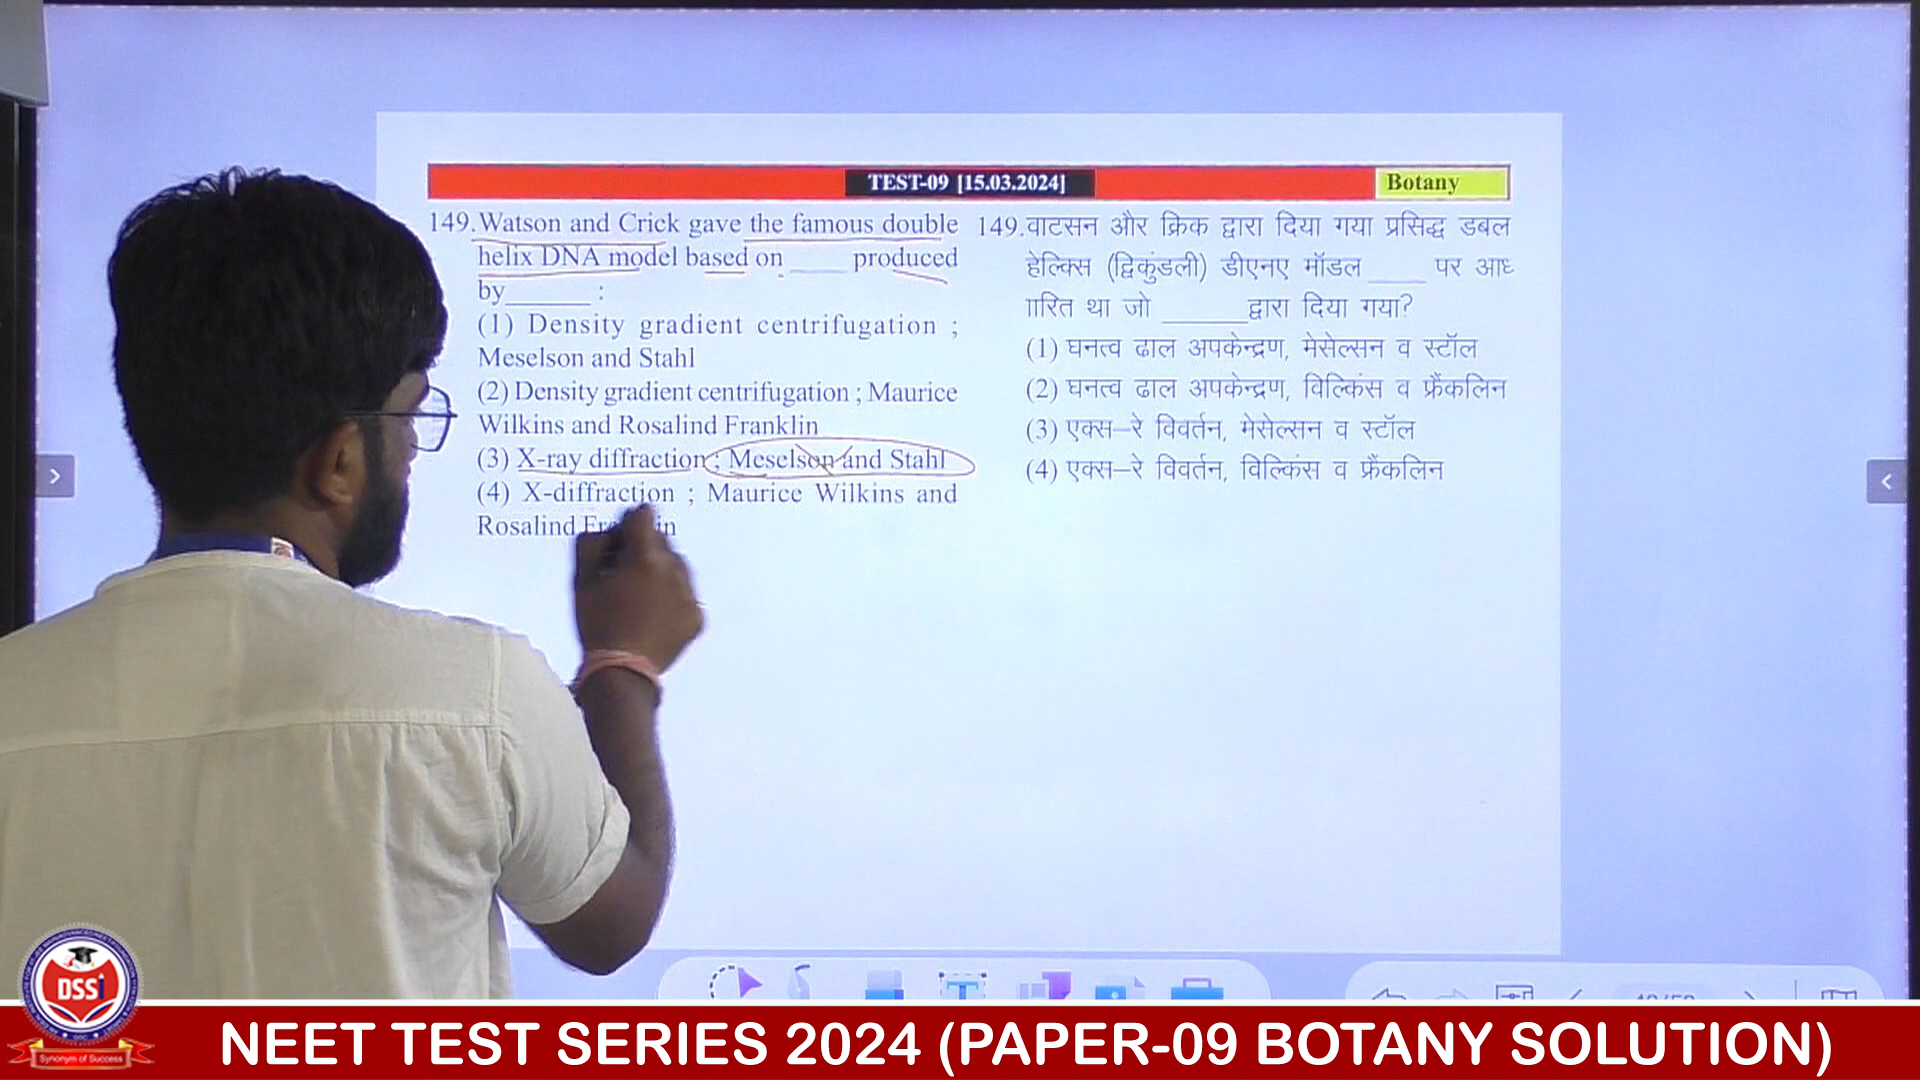 TEST-09 [15.03.2024]
Botany
149. Watson and Crick gave the famous double
helix DNA model based on ____ produced
by______ :
(1) Density gradient centrifugation ;
Meselson and Stahl
(2) Density gradient centrifugation ; Maurice
Wilkins and Rosalind Franklin
(3) X-ray diffraction ; Meselson and Stahl
(4) X-diffraction ; Maurice Wilkins and
Rosalind
149. वाटसन और क्रिक द्वारा दिया गया प्रसिद्ध डबल
हेल्किस (द्विकुंडली) डीएनए मॉडल ____ पर आध
ारित था जो ______द्वारा दिया गया?
(1) घनत्व ढाल अपकेन्द्रण, मेसेल्सन व स्टॉल
(2) घनत्व ढाल अपकेन्द्रण, विल्किंस व फ्रैंकलिन
(3) एक्स–रे विवर्तन, मेसेल्सन व स्टॉल
(4) एक्स–रे विवर्तन, विल्किंस व फ्रैंकलिन
DSSi
Synonym of Success
NEET TEST SERIES 2024 (PAPER-09 BOTANY SOLUTION)